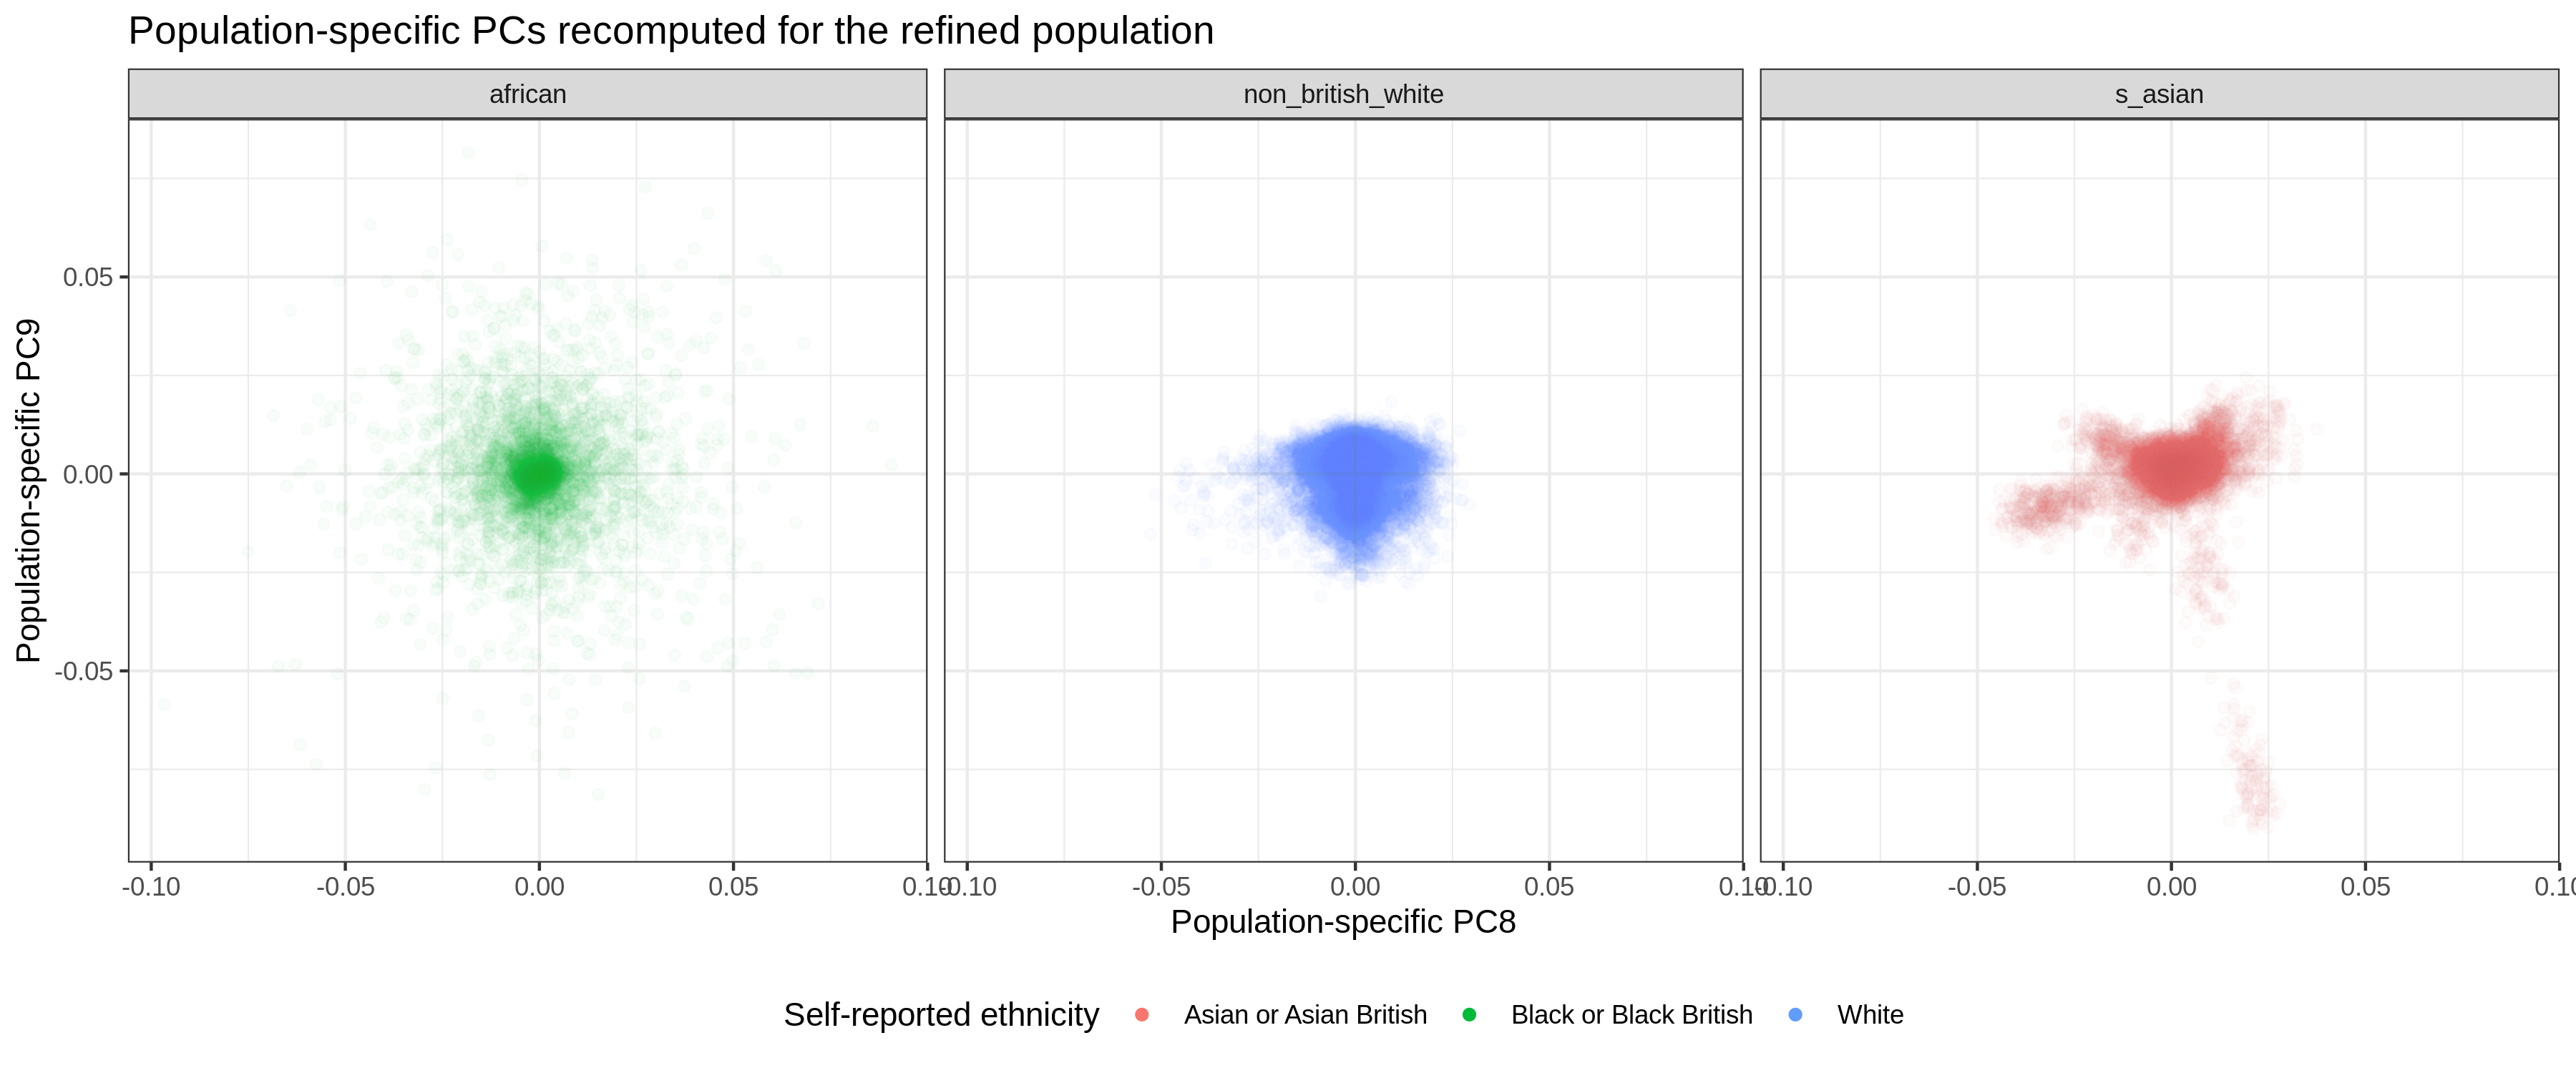 Population-specific PCs recomputed for the refined population
african non_british_white s_asian
Population-specific PC9
0.05
0.00
-0.05
-0.10 -0.05 0.00 0.05 0.10 -0.10 -0.05 0.00 0.05 0.10 -0.10 -0.05 0.00 0.05 0.10
Population-specific PC8
Self-reported ethnicity Asian or Asian British Black or Black British White